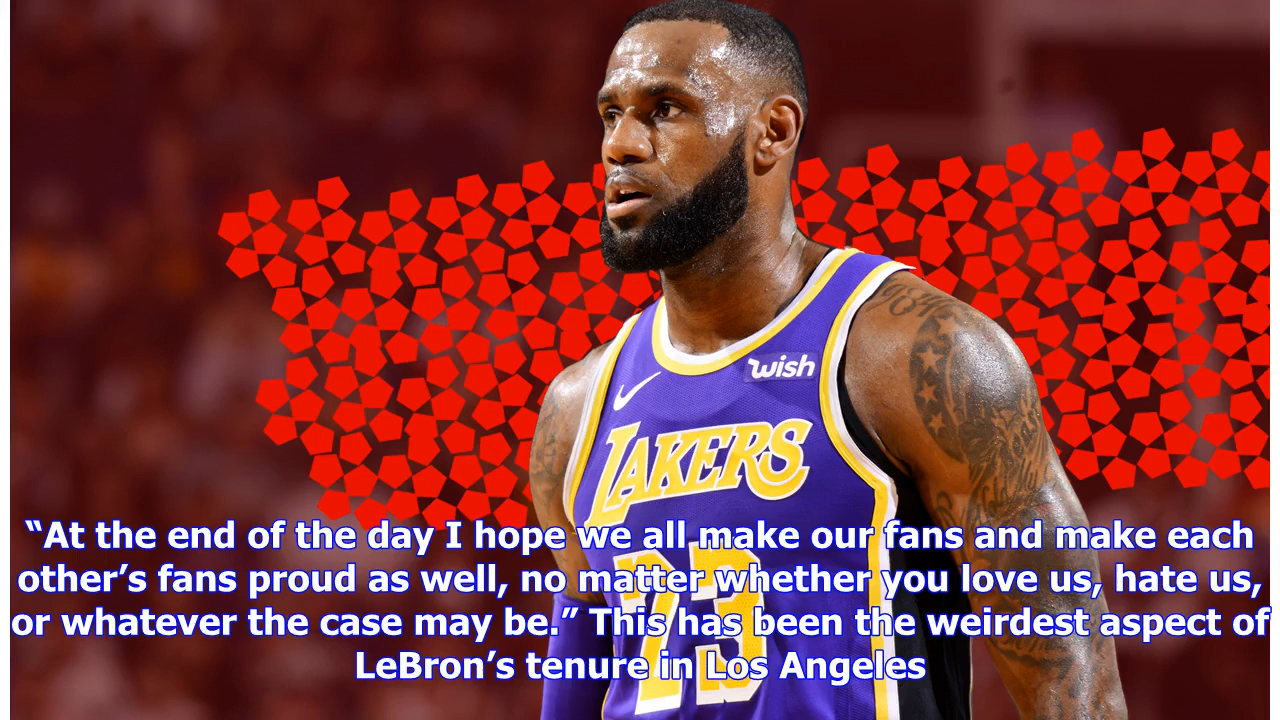 wish
LAKERS
23
“At the end of the day I hope we all make our fans and make each
other’s fans proud as well, no matter whether you love us, hate us,
or whatever the case may be.” This has been the weirdest aspect of
LeBron’s tenure in Los Angeles